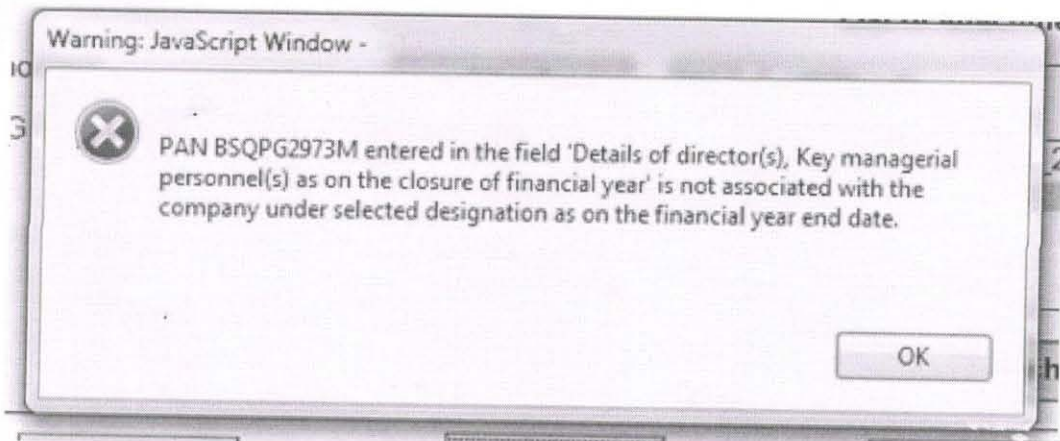 Warning: JavaScript Window -
PAN BSQPG2973M entered in the field 'Details of director(s), Key managerial
personnel(s) as on the closure of financial year' is not associated with the
company under selected designation as on the financial year end date.
OK